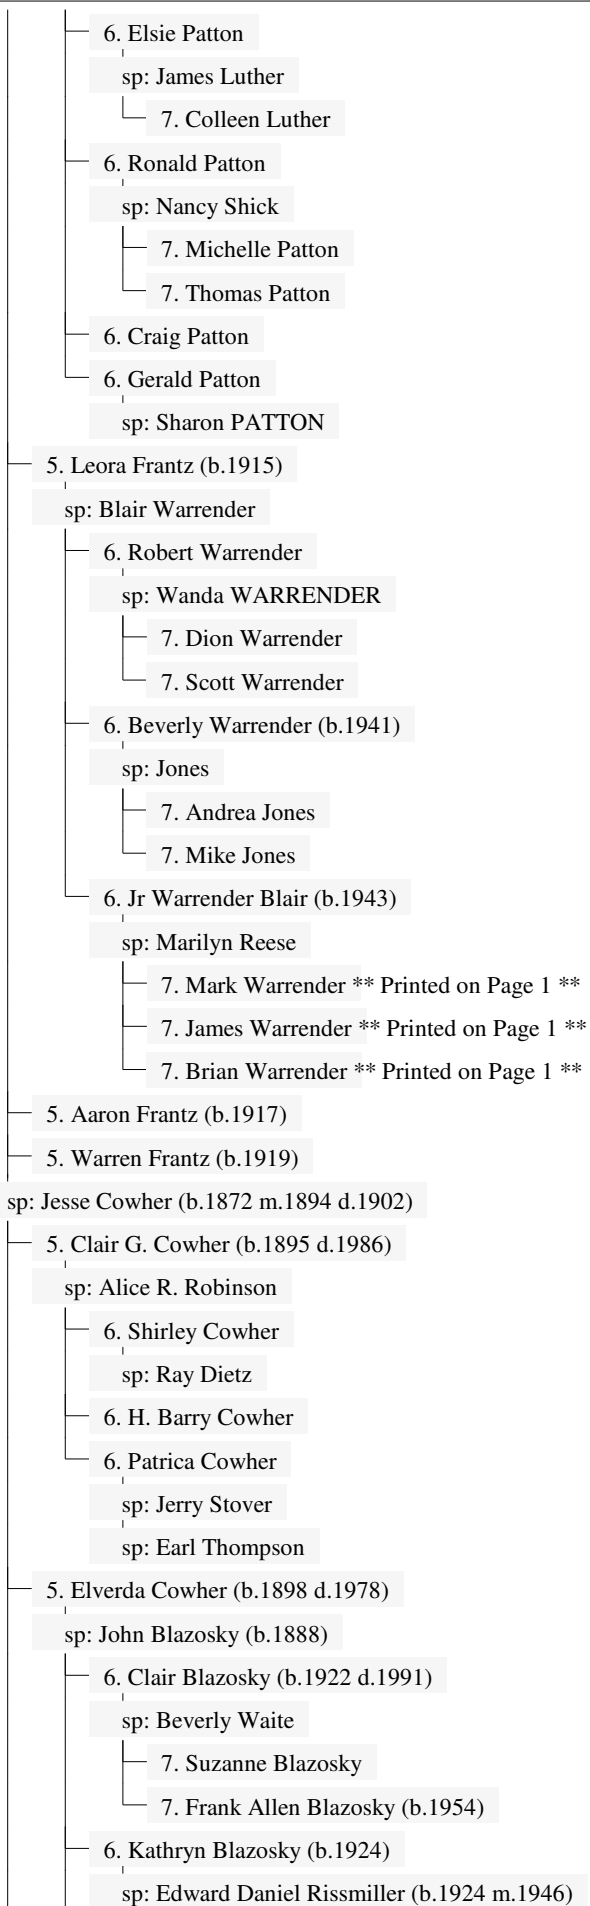 6. Elsie Patton
sp: James Luther
7. Colleen Luther
6. Ronald Patton
sp: Nancy Shick
7. Michelle Patton
7. Thomas Patton
6. Craig Patton
6. Gerald Patton
sp: Sharon PATTON
5. Leora Frantz (b.1915)
sp: Blair Warrender
6. Robert Warrender
sp: Wanda WARRENDER
7. Dion Warrender
7. Scott Warrender
6. Beverly Warrender (b.1941)
sp: Jones
7. Andrea Jones
7. Mike Jones
6. Jr Warrender Blair (b.1943)
sp: Marilyn Reese
7. Mark Warrender ** Printed on Page 1 **
7. James Warrender ** Printed on Page 1 **
7. Brian Warrender ** Printed on Page 1 **
5. Aaron Frantz (b.1917)
5. Warren Frantz (b.1919)
sp: Jesse Cowher (b.1872 m.1894 d.1902)
5. Clair G. Cowher (b.1895 d.1986)
sp: Alice R. Robinson
6. Shirley Cowher
sp: Ray Dietz
6. H. Barry Cowher
6. Patrica Cowher
sp: Jerry Stover
sp: Earl Thompson
5. Elverda Cowher (b.1898 d.1978)
sp: John Blazosky (b.1888)
6. Clair Blazosky (b.1922 d.1991)
sp: Beverly Waite
7. Suzanne Blazosky
7. Frank Allen Blazosky (b.1954)
6. Kathryn Blazosky (b.1924)
sp: Edward Daniel Rissmiller (b.1924 m.1946)